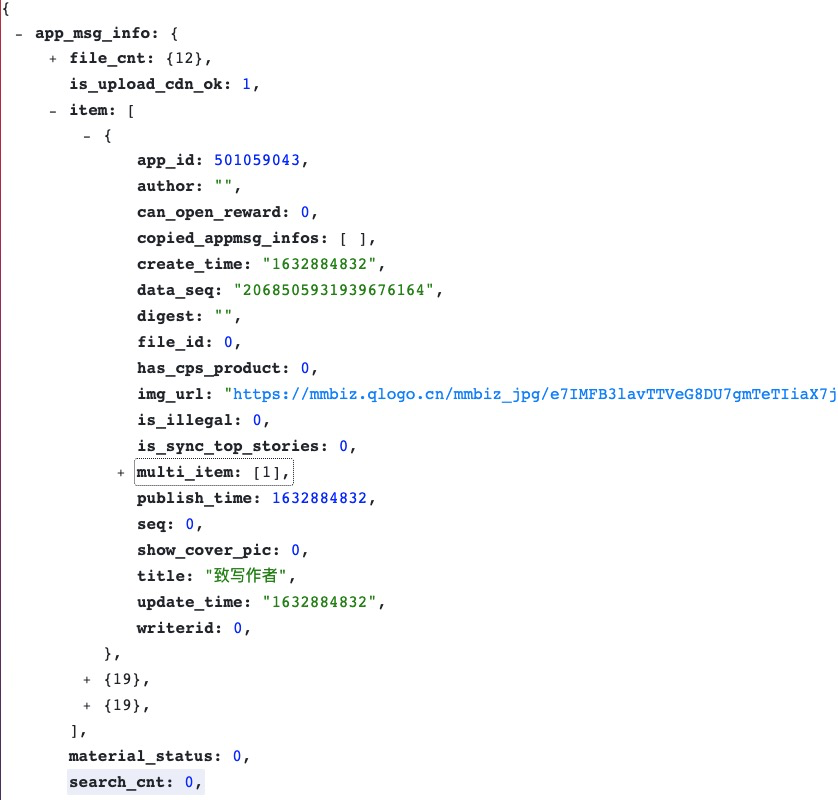 {
- app_msg_info: {
+ file_cnt: {12},
is_upload_cdn_ok: 1,
- item: [
- {
app_id: 501059043,
author: "",
can_open_reward: 0,
copied_appmsg_infos: [ ],
create_time: "1632884832",
data_seq: "2068505931939676164",
digest: "",
file_id: 0,
has_cps_product: 0,
img_url: "https://mmbiz.qlogo.cn/mmbiz_jpg/e7IMFB3lavTTVeG8DU7gmTeTIiaX7j
is_illegal: 0,
is_sync_top_stories: 0,
+ multi_item: [1],
publish_time: 1632884832,
seq: 0,
show_cover_pic: 0,
title: "致写作者",
update_time: "1632884832",
writerid: 0,
},
+ {19},
+ {19},
],
material_status: 0,
search_cnt: 0,